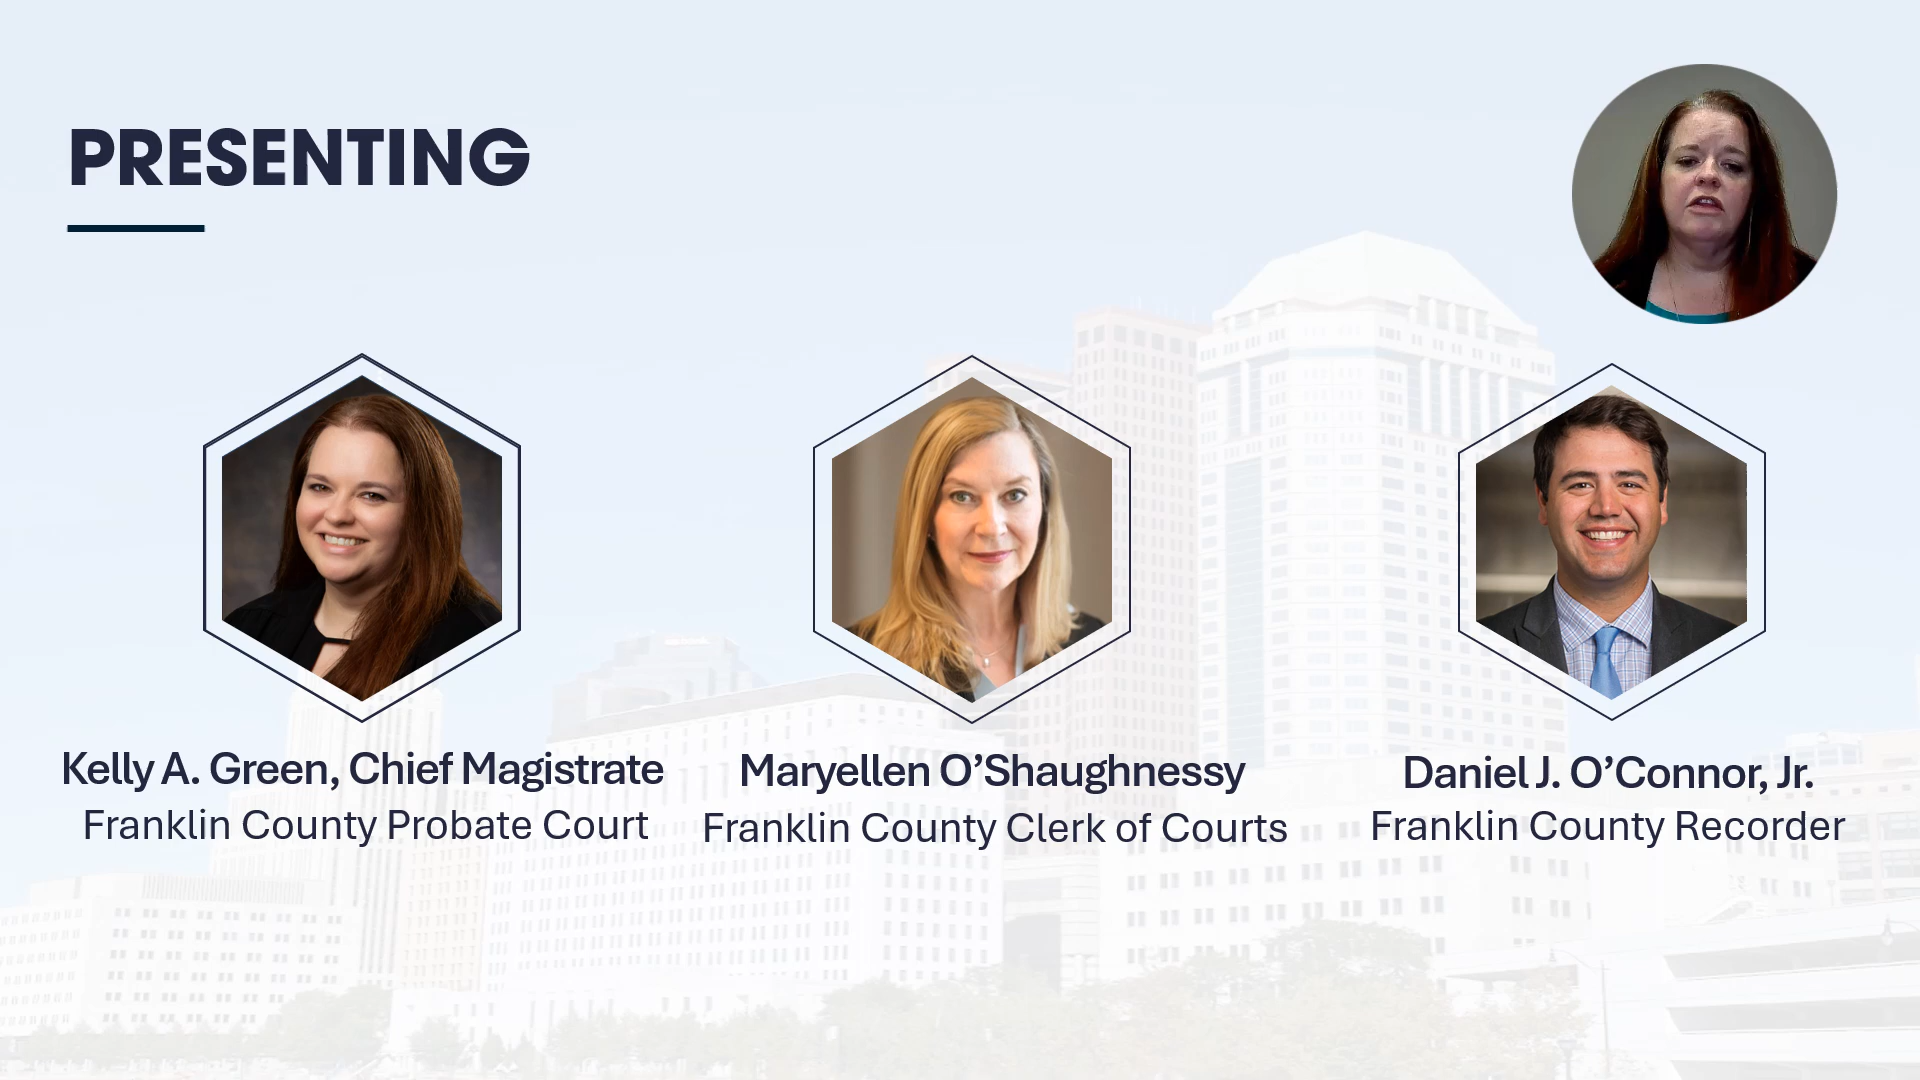 PRESENTING
Kelly A. Green, Chief Magistrate
Franklin County Probate Court
Maryellen O’Shaughnessy
Franklin County Clerk of Courts
Daniel J. O’Connor, Jr.
Franklin County Recorder